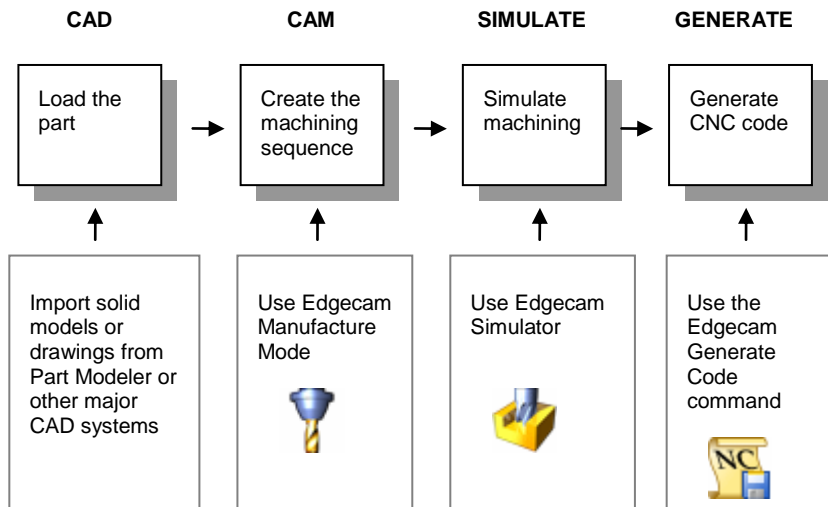 CAD
CAM
SIMULATE
GENERATE
Load the
part
Create the
machining
sequence
Simulate
machining
Generate
CNC code
Import solid
models or
drawings from
Part Modeler or
other major
CAD systems
Use Edgecam
Manufacture
Mode
Use Edgecam
Simulator
Use the
Edgecam
Generate
Code
command
NC